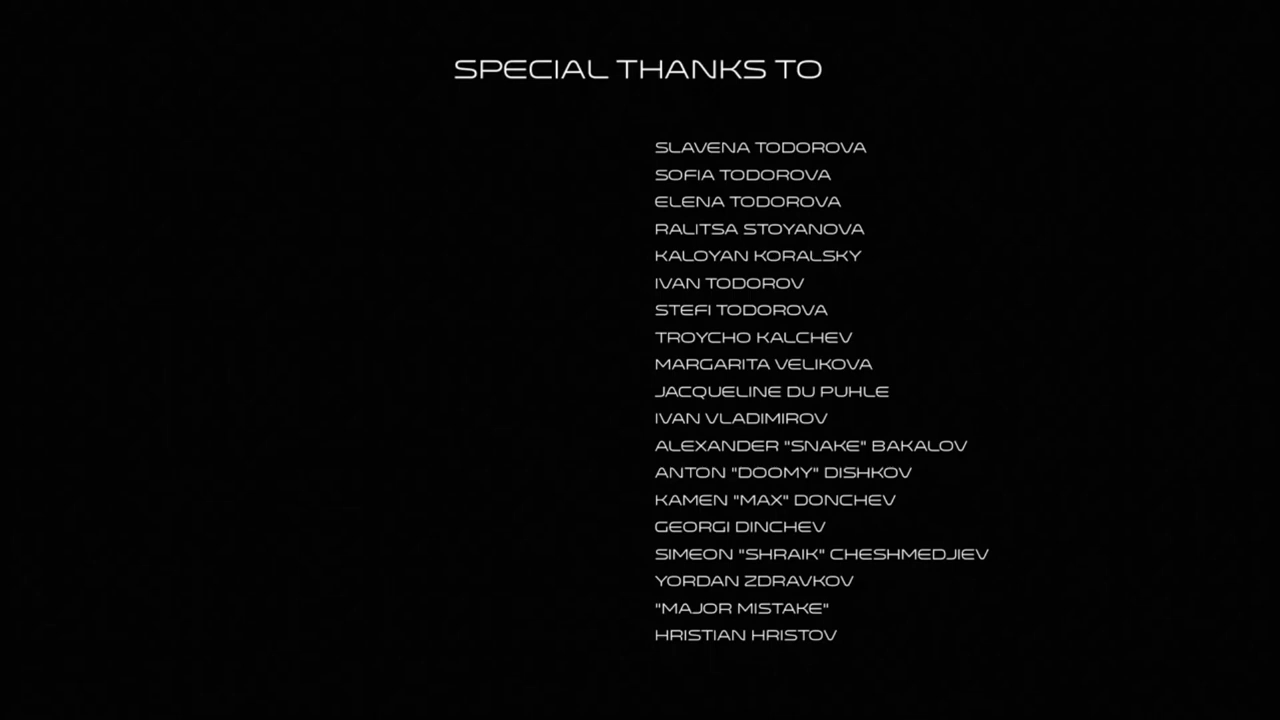 SPECIAL THANKS TO
SLAVENA TODOROVA
SOFIA TODOROVA
ELENA TODOROVA
RALITSA STOYANOVA
KALOYAN KORALSKY
IVAN TODOROV
STEFI TODOROVA
TROYCHO KALCHEV
MARGARITA VELIKOVA
JACQUELINE DU PUHLE
IVAN VLADIMIROV
ALEXANDER "SNAKE" BAKALOV
ANTON "DOOMY" DISHKOV
KAMEN "MAX" DONCHEV
GEORGI DINCHEV
SIMEON "SHRAIK" CHESHMEDJIEV
YORDAN ZDRAVKOV
"MAJOR MISTAKE"
HRISTIAN HRISTOV